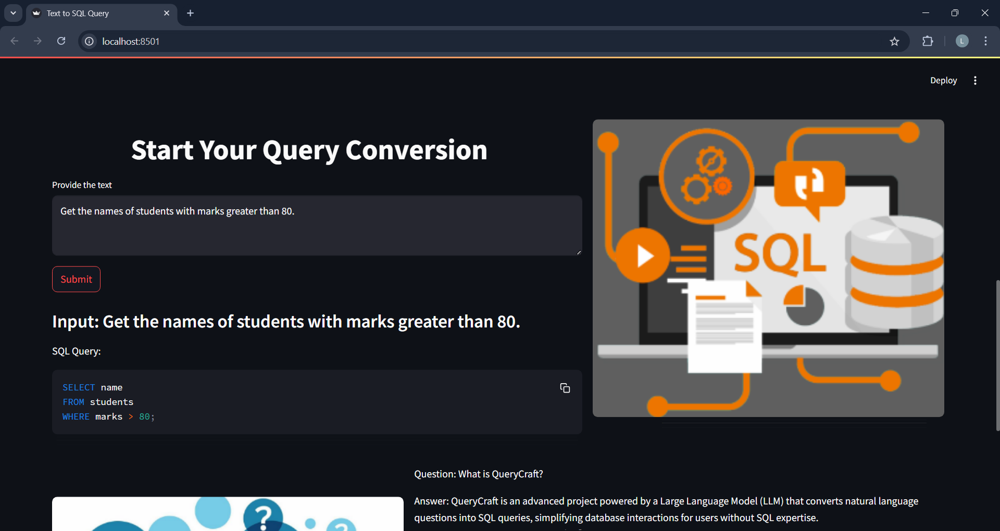 Text to SQL Query
localhost:8501
L
Deploy
Start Your Query Conversion
Provide the text
Get the names of students with marks greater than 80.
Submit
Input: Get the names of students with marks greater than 80.
SQL Query:
SELECT name
FROM students
WHERE marks > 80;
SQL
Question: What is QueryCraft?
Answer: QueryCraft is an advanced project powered by a Large Language Model (LLM) that converts natural language
questions into SQL queries, simplifying database interactions for users without SQL expertise.
?
?